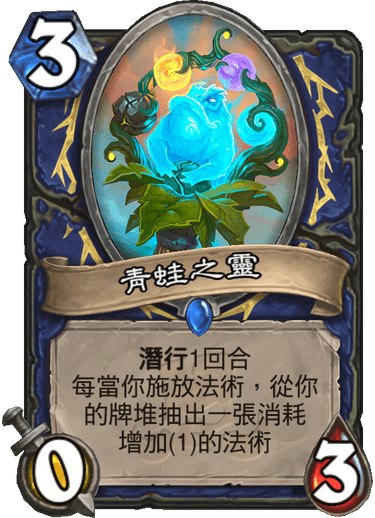 3
青蛙之靈
潛行1回合
每當你施放法術，從你
的牌堆抽出一張消耗
增加(1)的法術
0
3